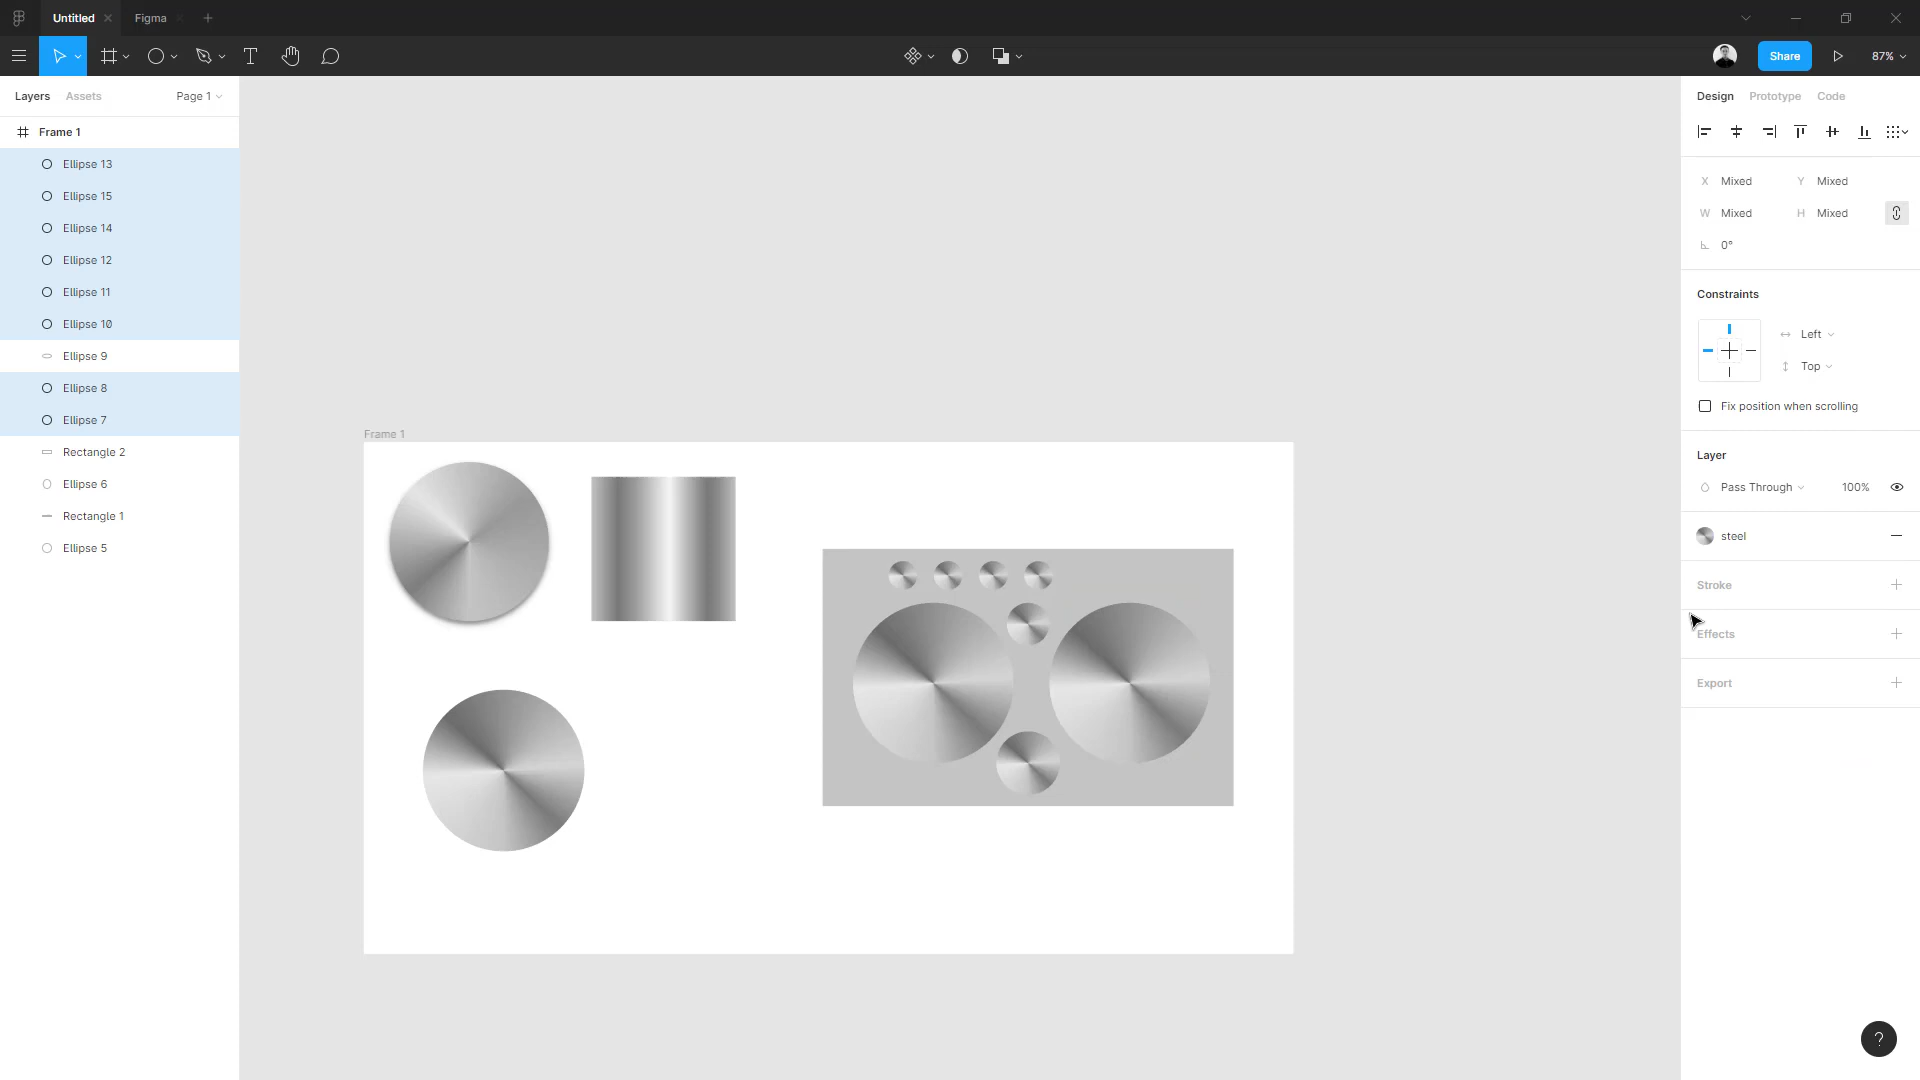 Untitled
Figma
Share
87%
Layers
Assets
Page 1
Frame 1
Ellipse 13
Ellipse 15
Ellipse 14
Ellipse 12
Ellipse 11
Ellipse 10
Ellipse 9
Ellipse 8
Ellipse 7
Rectangle 2
Ellipse 6
Rectangle 1
Ellipse 5
Frame 1
Design
Prototype
Code
X Mixed
Y Mixed
W Mixed
H Mixed
0°
Constraints
Left
Top
Fix position when scrolling
Layer
Pass Through
100%
steel
Stroke
Effects
Export
?